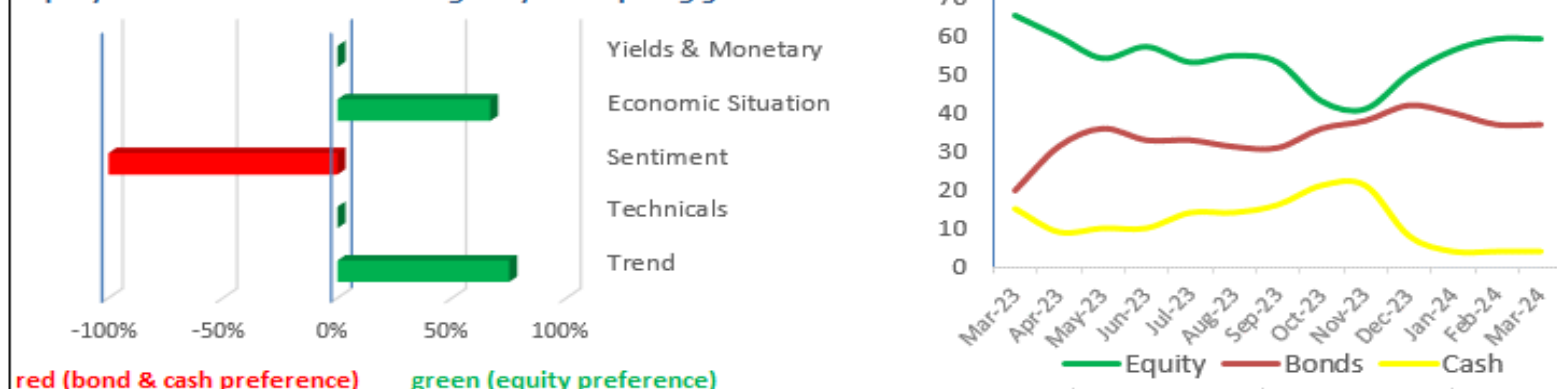 Yields & Monetary
Economic Situation
Sentiment
Technicals
Trend
-100% -50% 0% 50% 100%
red (bond & cash preference) green (equity preference)
70
60
50
40
30
20
10
0
Mar-23 Apr-23 May-23 Jun-23 Jul-23 Aug-23 Sep-23 Oct-23 Nov-23 Dec-23 Jan-24 Feb-24 Mar-24
Equity Bonds Cash